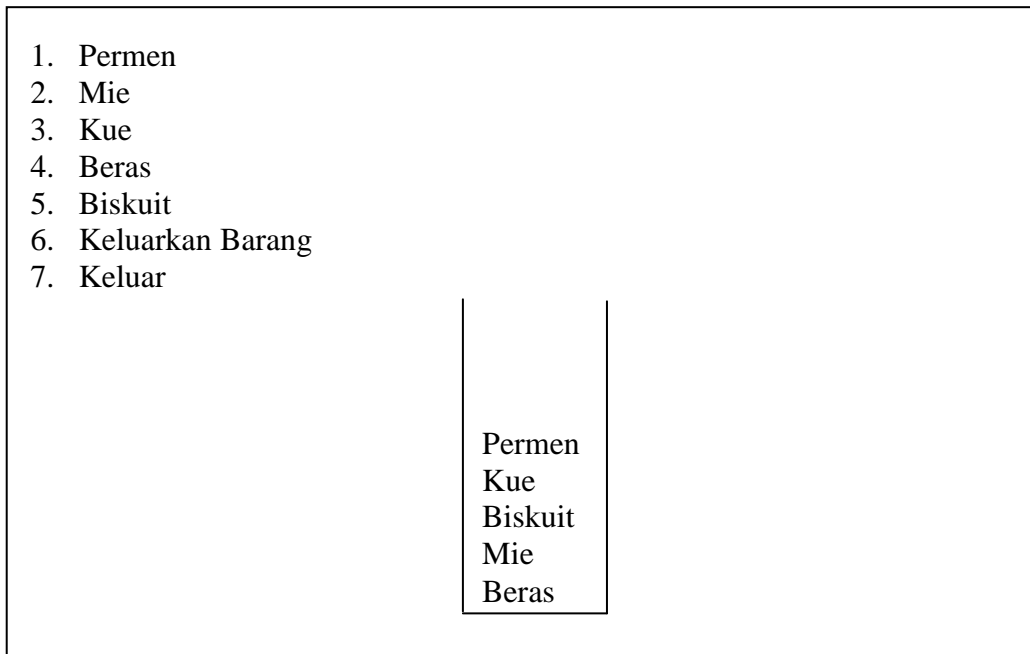 1. Permen
2. Mie
3. Kue
4. Beras
5. Biskuit
6. Keluarkan Barang
7. Keluar
Permen
Kue
Biskuit
Mie
Beras